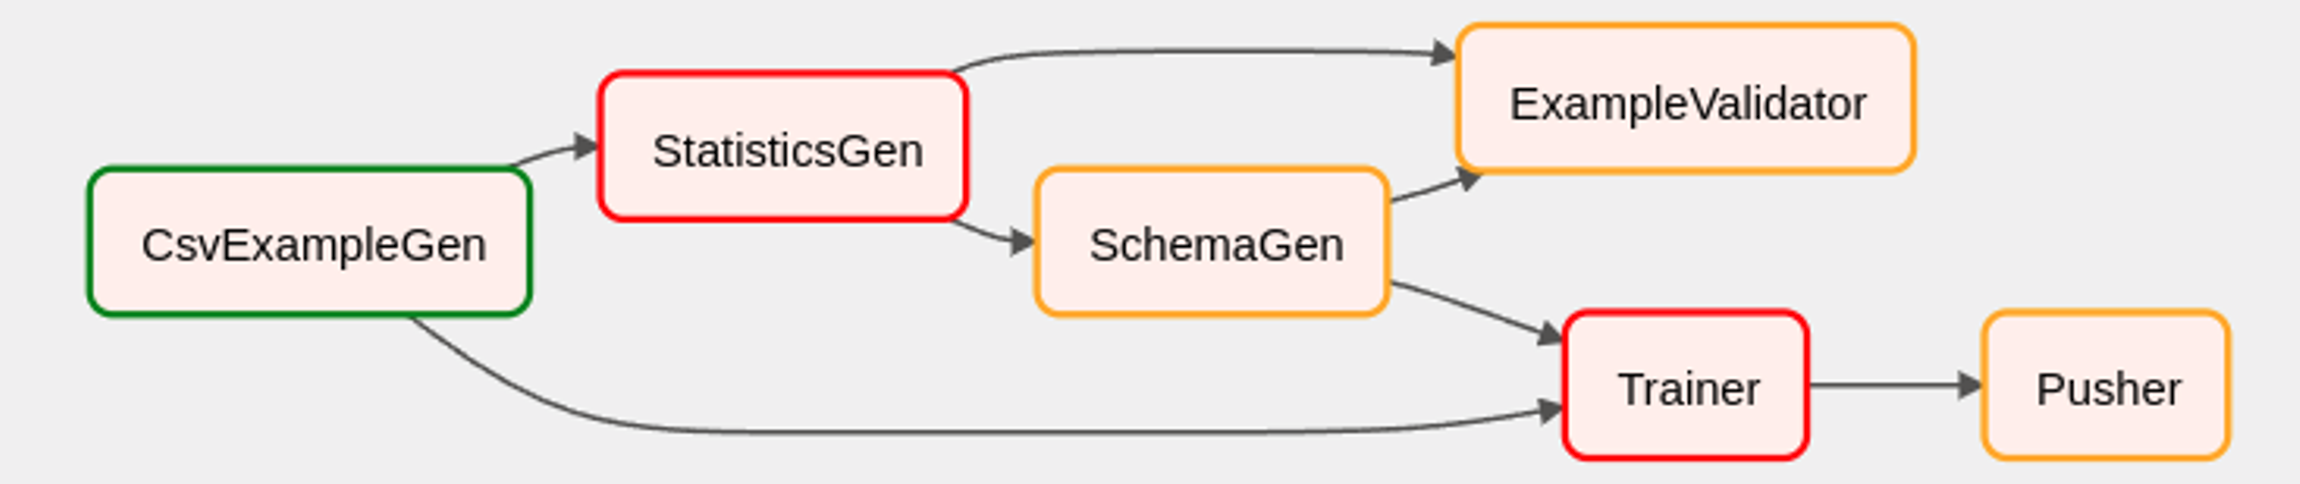 CsvExampleGen
StatisticsGen
SchemaGen
ExampleValidator
Trainer
Pusher